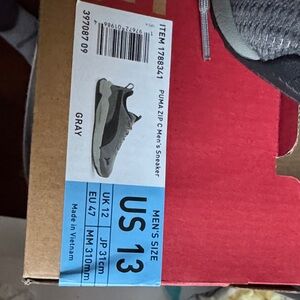 ITEM 1788341
PUMA ZIP C Men's Sneaker
397087 09
GRAY
MEN'S SIZE
US 13
UK 12
JP 31cm
EU 47
MM 310mm
Made in Vietnam